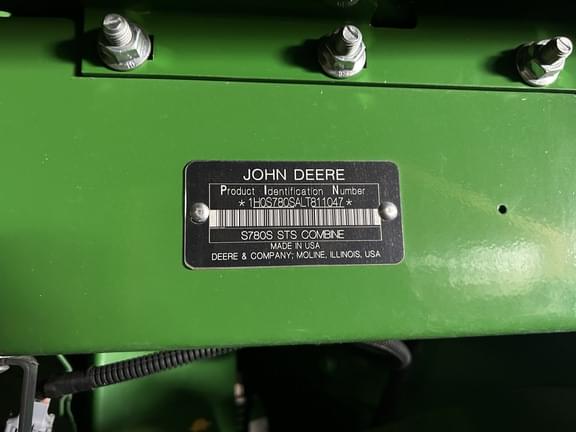 JOHN DEERE
Product Identification Number
*1H0S780SALT811047*
S780S STS COMBINE
MADE IN USA
DEERE & COMPANY; MOLINE, ILLINOIS, USA